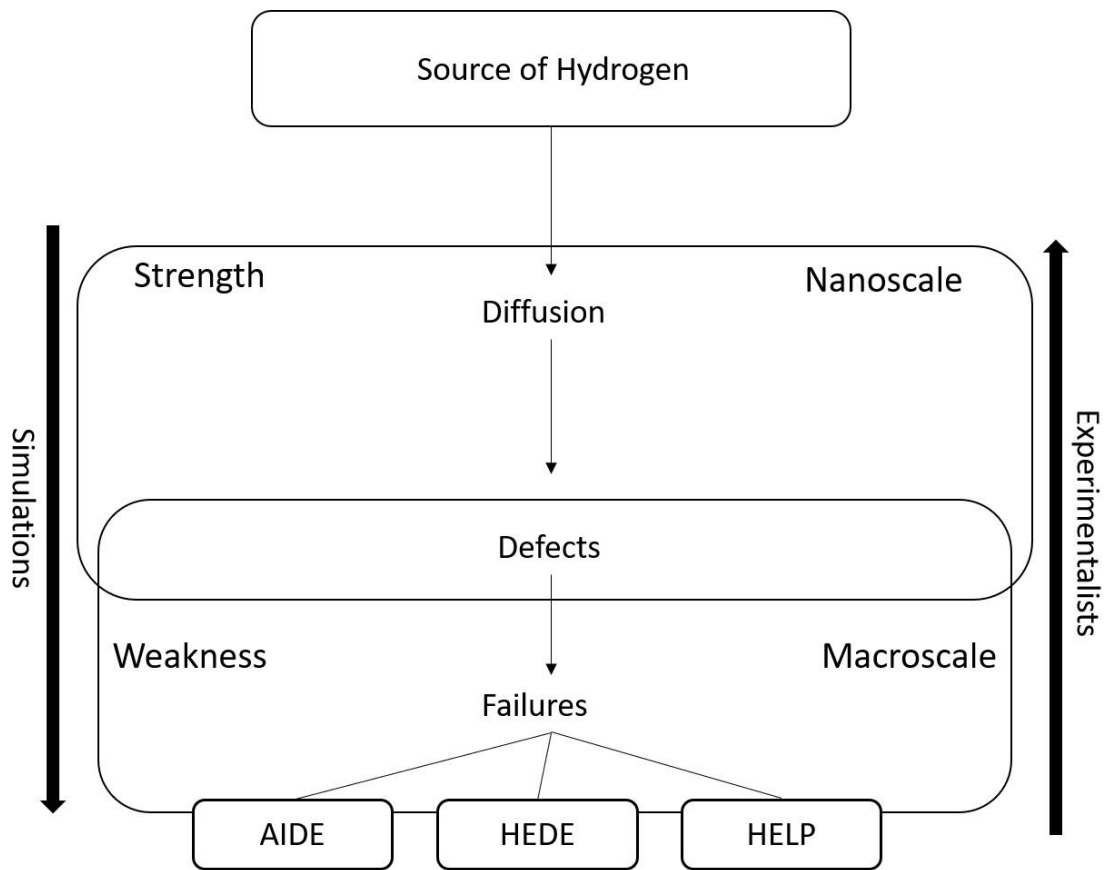 Source of Hydrogen
Strength
Nanoscale
Diffusion
Simulations
Experimentalists
Defects
Weakness
Macroscale
Failures
AIDE
HEDE
HELP